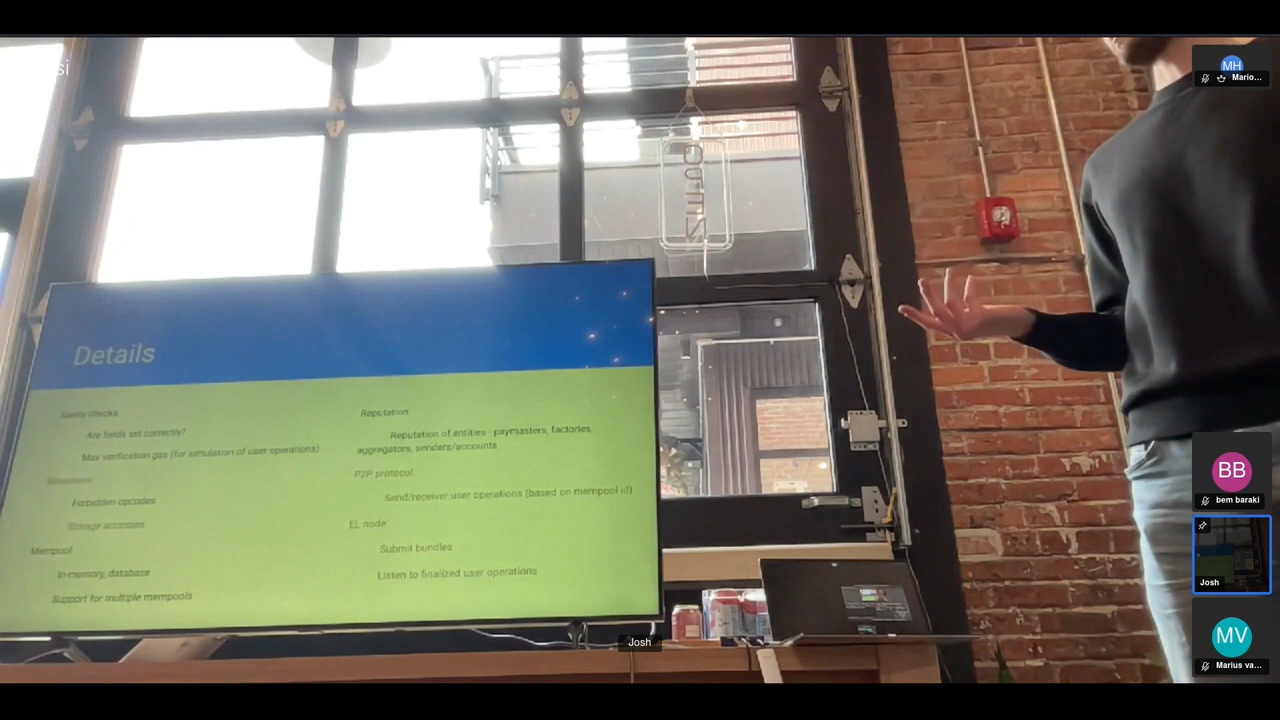 si
Details
Sanity checks
Are fields set correctly?
Max verification gas (for simulation of user operations)
Simulation
Forbidden opcodes
Storage accesses
Mempool
In-memory, database
Support for multiple mempools
Reputation
Reputation of entities - paymasters, factories,
aggregators, senders/accounts
P2P protocol:
Send/receiver user operations (based on mempool id)
EL node:
Submit bundles
Listen to finalized user operations
MH
Mario...
BB
bem baraki
Josh
MV
Marius va...
Josh